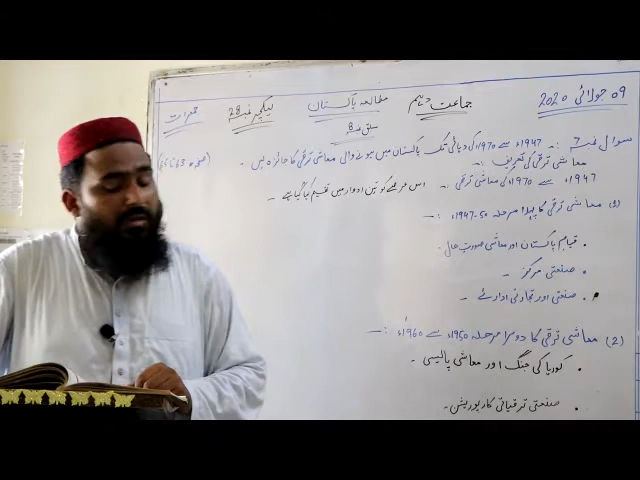 09 جولائی 2020 جماعت دہم مطالعہ پاکستان لیکچر نمبر 28 جمعرات
سبق نمبر 8
سوال نمبر 7 :- 1947ء سے 1970ء کی دہائی تک پاکستان میں ہونے والی معاشی ترقی کا جائزہ لیں۔
معاشی ترقی کی تعریف :-
1947ء سے 1970ء کی معاشی ترقی۔ اس عرصے کو تین ادوار میں تقسیم کیا گیا ہے۔
(1) معاشی ترقی کا پہلا مرحلہ 50-1947ء :-
• قیام پاکستان اور معاشی صورت حال۔
• صنعتی مرکز۔
• صنعتی اور تجارتی ادارے۔
(2) معاشی ترقی کا دوسرا مرحلہ 1950ء سے 1960ء :-
• کوریا کی جنگ اور معاشی پالیسی۔
• صنعتی ترقیاتی کارپوریشن۔